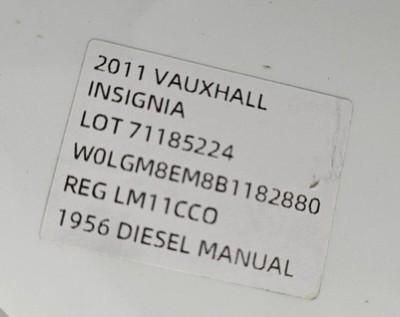 2011 VAUXHALL
INSIGNIA
LOT 71185224
W0LGM8EM8B1182880
REG LM11CCO
1956 DIESEL MANUAL